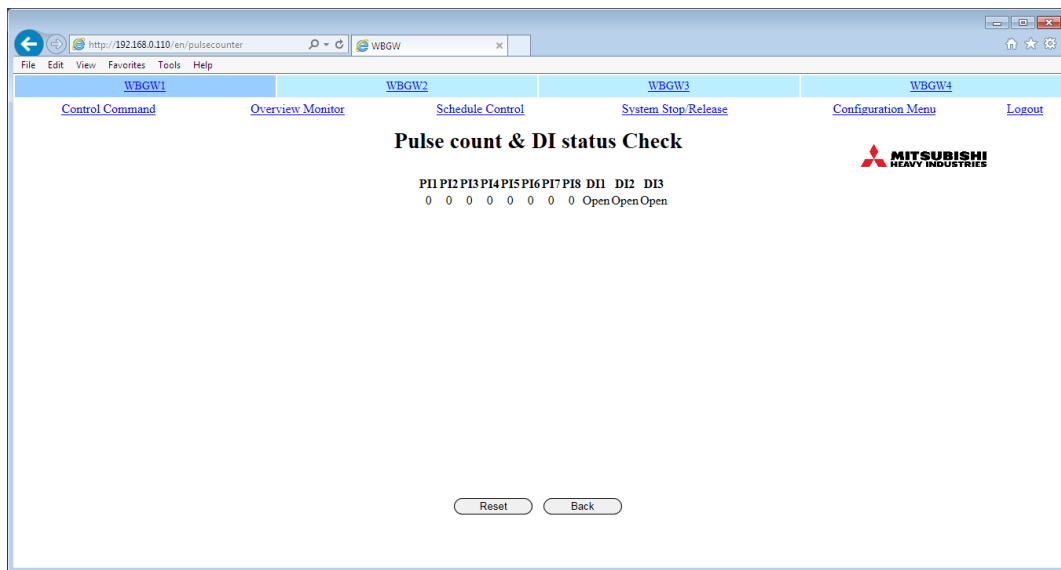 http://192.168.0.110/en/pulsecounter WBGW
File Edit View Favorites Tools Help
WBGW1 WBGW2 WBGW3 WBGW4
Control Command Overview Monitor Schedule Control System Stop/Release Configuration Menu Logout
Pulse count & DI status Check
MITSUBISHI
HEAVY INDUSTRIES
PI1 PI2 PI3 PI4 PI5 PI6 PI7 PI8 DI1 DI2 DI3
0 0 0 0 0 0 0 0 Open Open Open
Reset Back